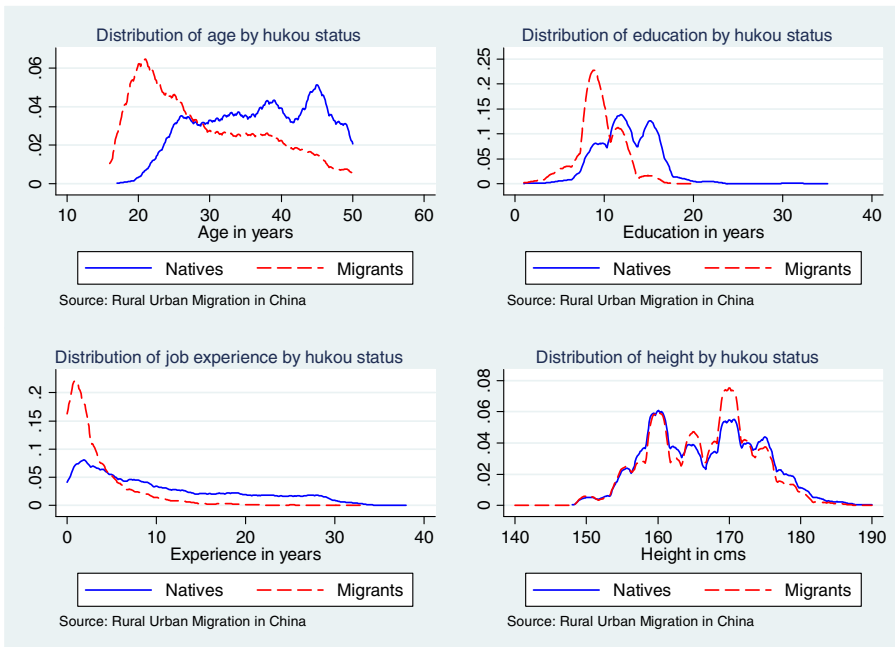 Distribution of age by hukou status
.06
.04
.02
0
10 20 30 40 50 60
Age in years
Natives Migrants
Source: Rural Urban Migration in China
Distribution of education by hukou status
.25
.2
.15
.1
.05
0
0 10 20 30 40
Education in years
Natives Migrants
Source: Rural Urban Migration in China
Distribution of job experience by hukou status
.2
.15
.1
.05
0
0 10 20 30 40
Experience in years
Natives Migrants
Source: Rural Urban Migration in China
Distribution of height by hukou status
.08
.06
.04
.02
0
140 150 160 170 180 190
Height in cms
Natives Migrants
Source: Rural Urban Migration in China